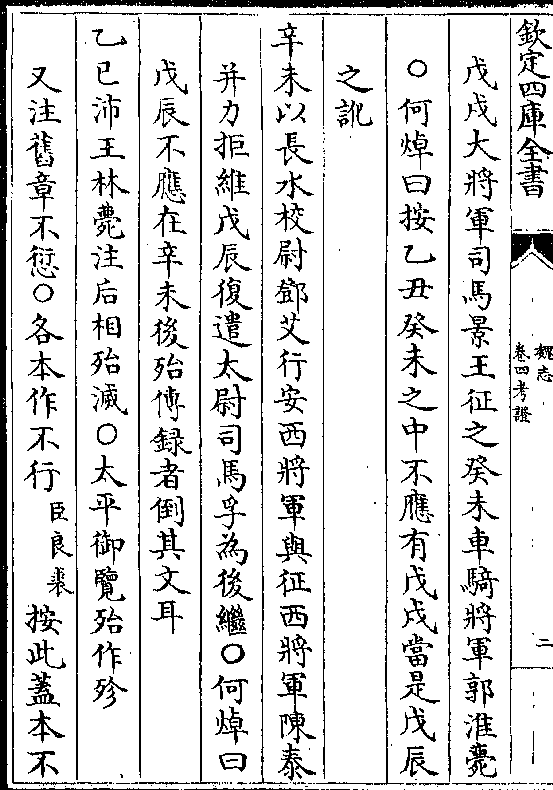 欽定四庫全書
魏志
卷四考證
二
戊戌大將軍司馬景王征之癸未車騎將軍郭淮薨
○何焯曰按乙丑癸未之中不應有戊戌當是戊辰
之訛
辛未以長水校尉鄧艾行安西將軍與征西將軍陳泰
并力拒維戊辰復遣太尉司馬孚為後繼○何焯曰
戊辰不應在辛未後殆傳録者倒其文耳
乙巳沛王林薨注后相殆滅○太平御覽殆作殄
又注舊章不愆○各本作不行臣良裘按此蓋本不